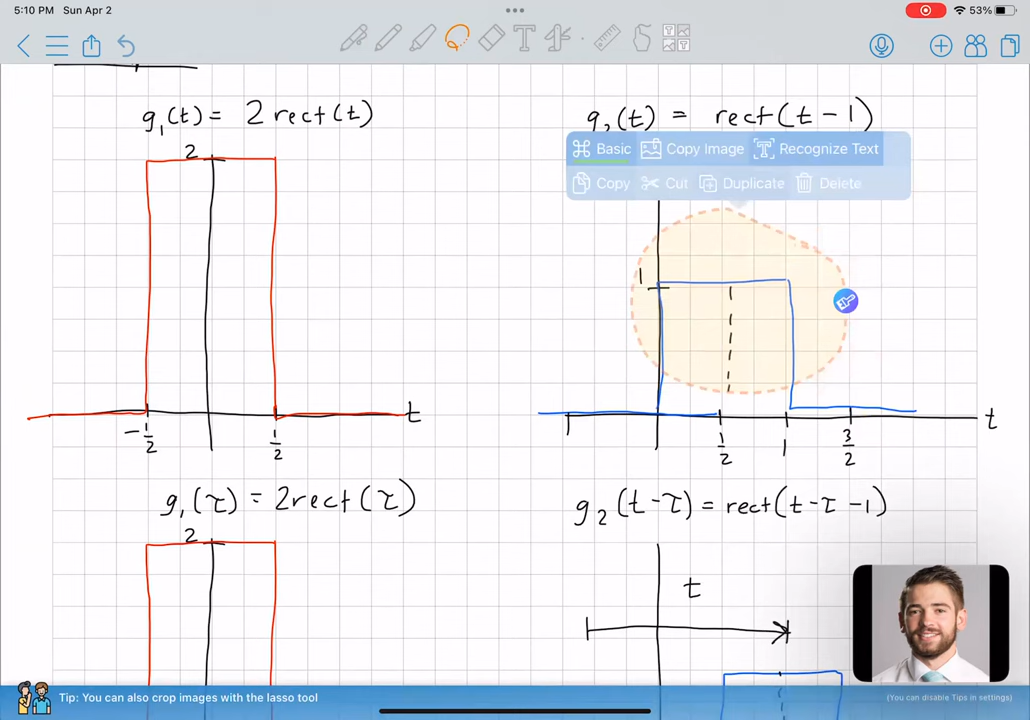 5:10 PM Sun Apr 2
53%
g₁(t) = 2 rect(t)
g₂(t) = rect(t - 1)
Basic Copy Image Recognize Text
Copy Cut Duplicate Delete
2
1
t
t
-1/2
1/2
1/2
1
3/2
g₁(τ) = 2rect(τ)
g₂(t-τ) = rect(t-τ-1)
2
t
Tip: You can also crop images with the lasso tool
(You can disable Tips in settings)